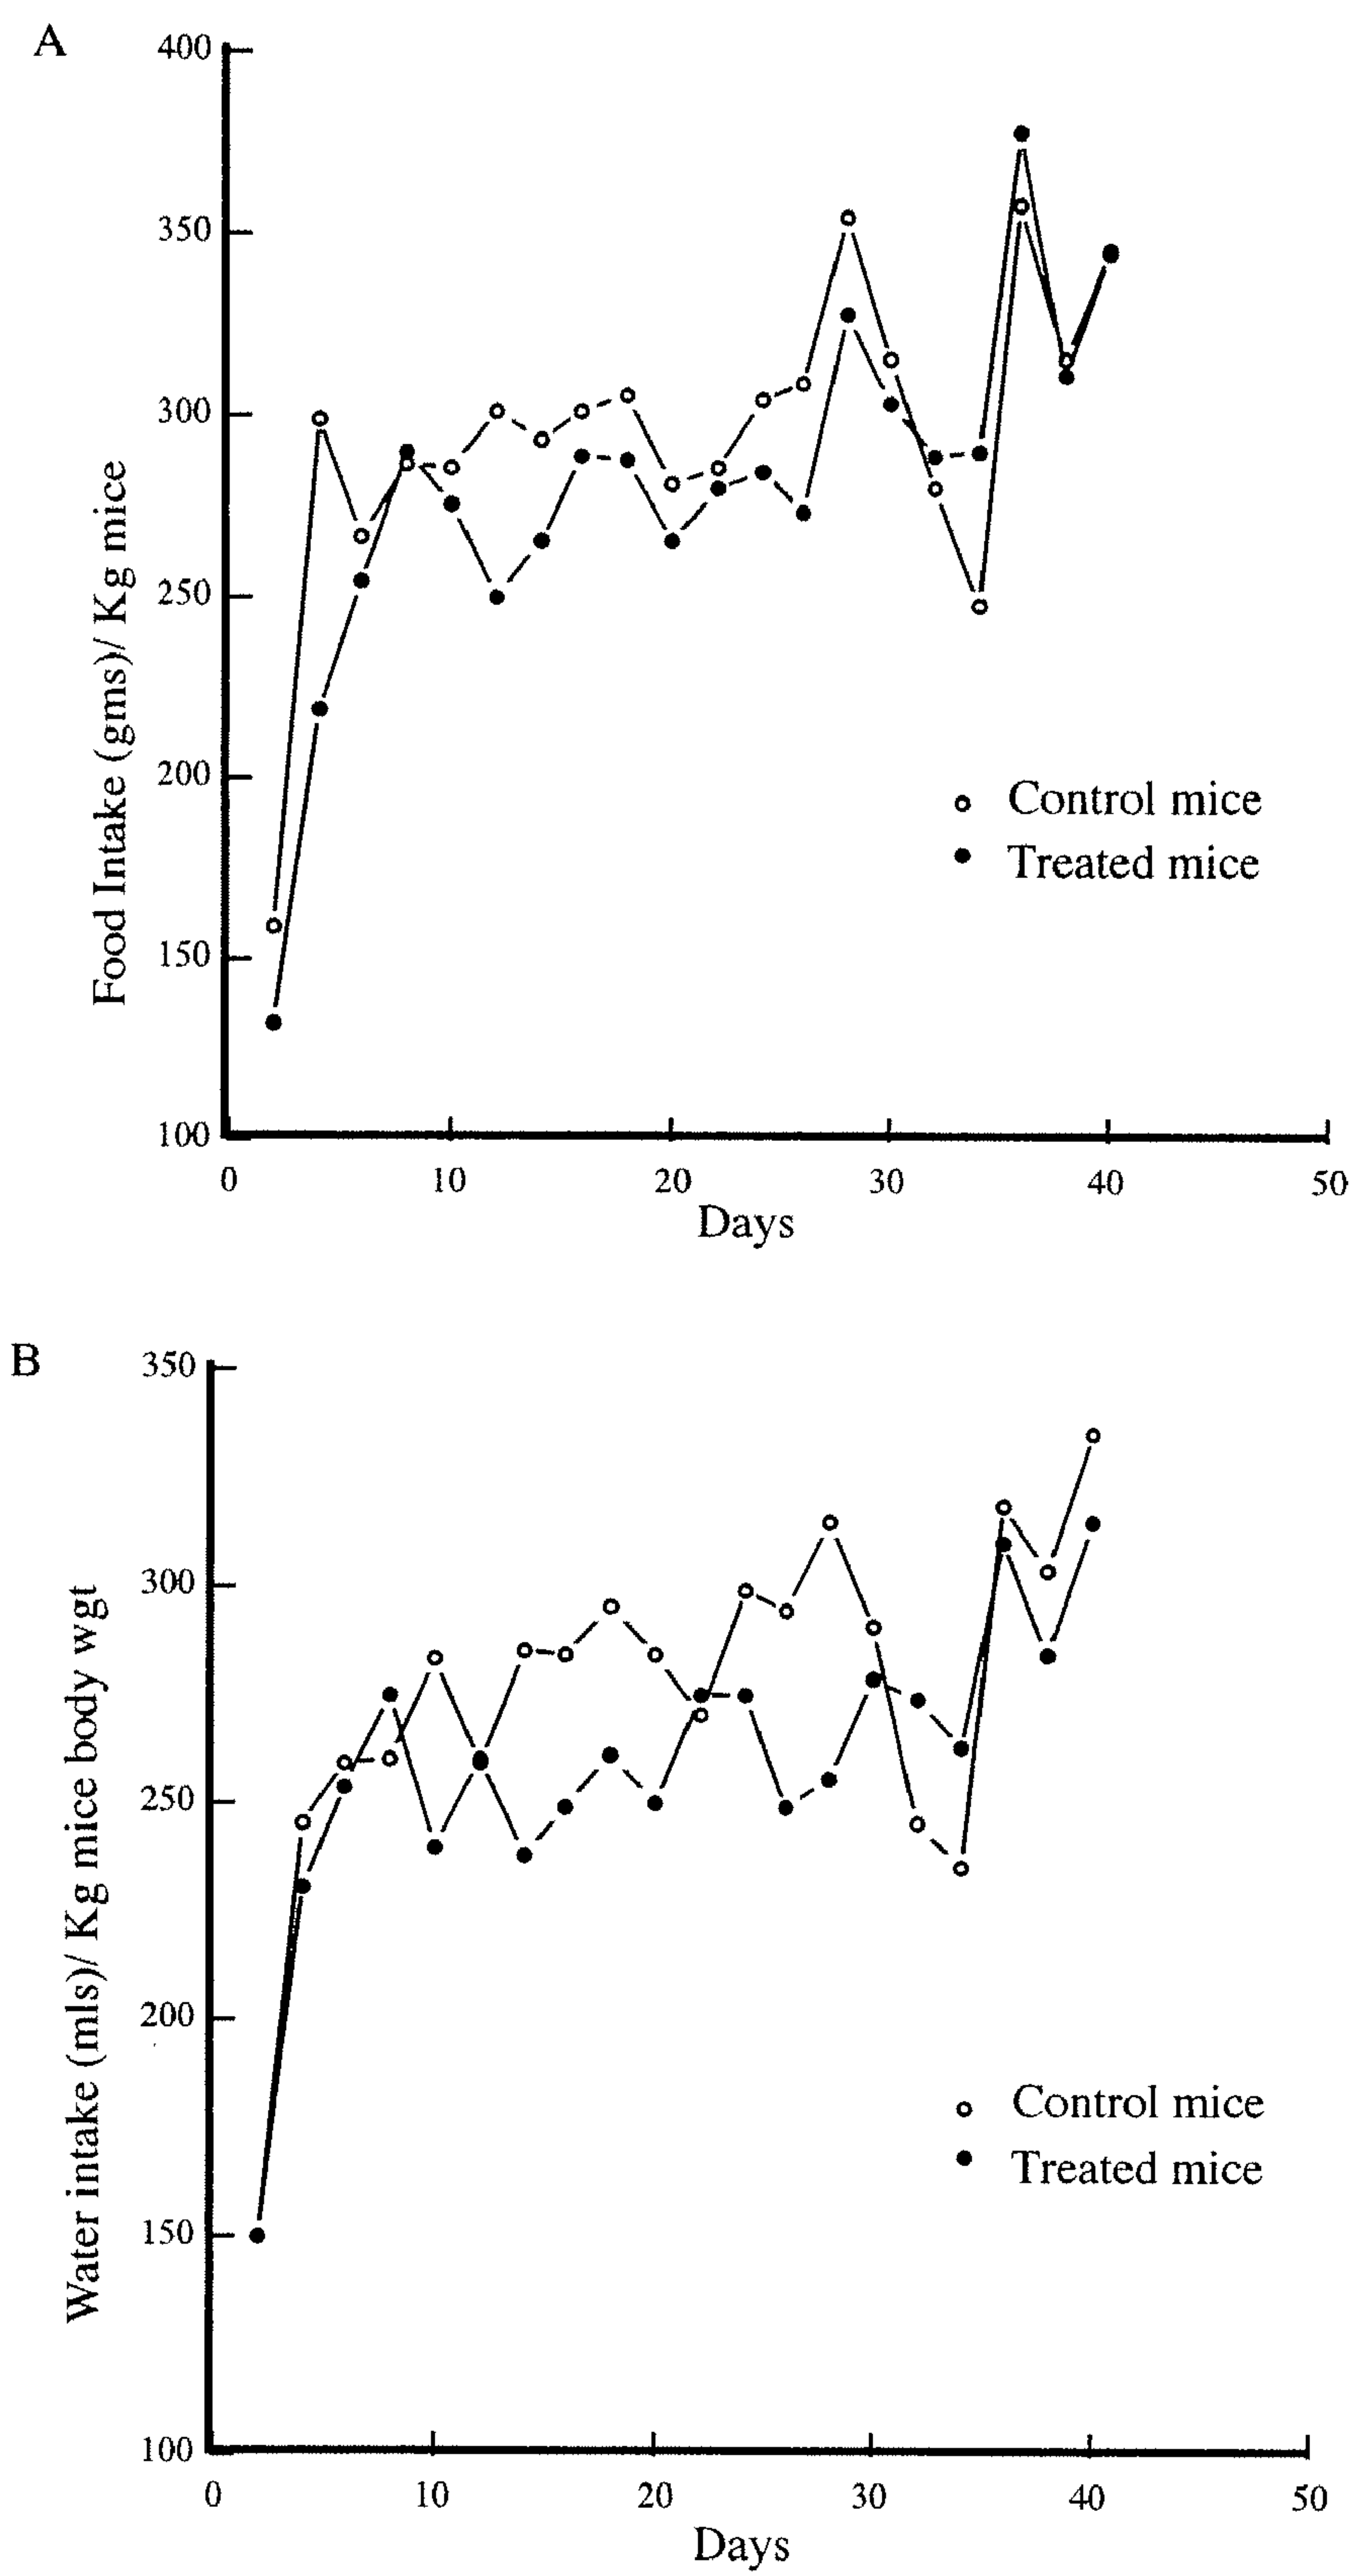 A
400
350
300
250
200
150
100
Food Intake (gms)/ Kg mice
Control mice
Treated mice
0 10 20 30 40 50
Days
B
350
300
250
200
150
100
Water intake (mls)/ Kg mice body wgt
Control mice
Treated mice
0 10 20 30 40 50
Days